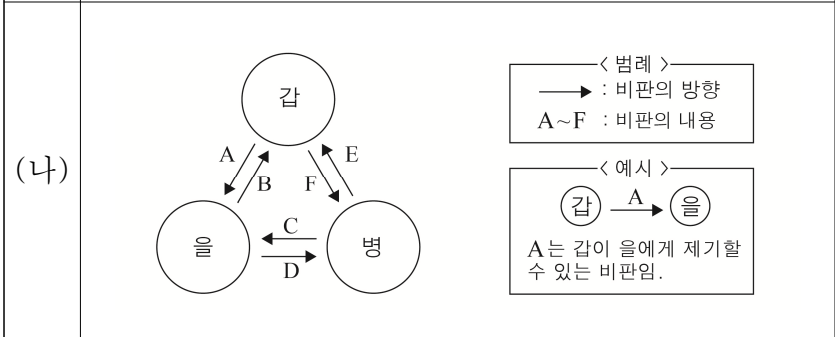 (나)
갑
을
병
A
B
C
D
E
F
< 범례 >
: 비판의 방향
A~F : 비판의 내용
< 예시 >
갑 A 을
A는 갑이 을에게 제기할
수 있는 비판임.